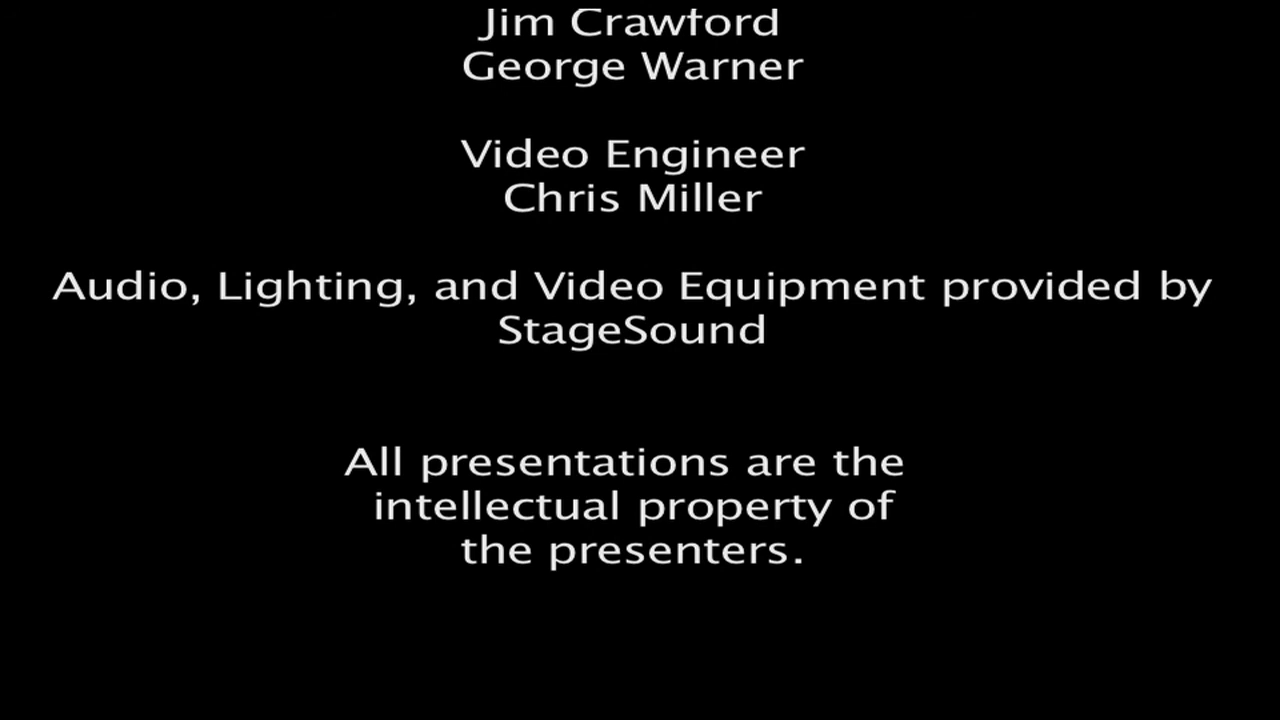 Jim Crawford
George Warner
Video Engineer
Chris Miller
Audio, Lighting, and Video Equipment provided by
StageSound
All presentations are the
intellectual property of
the presenters.